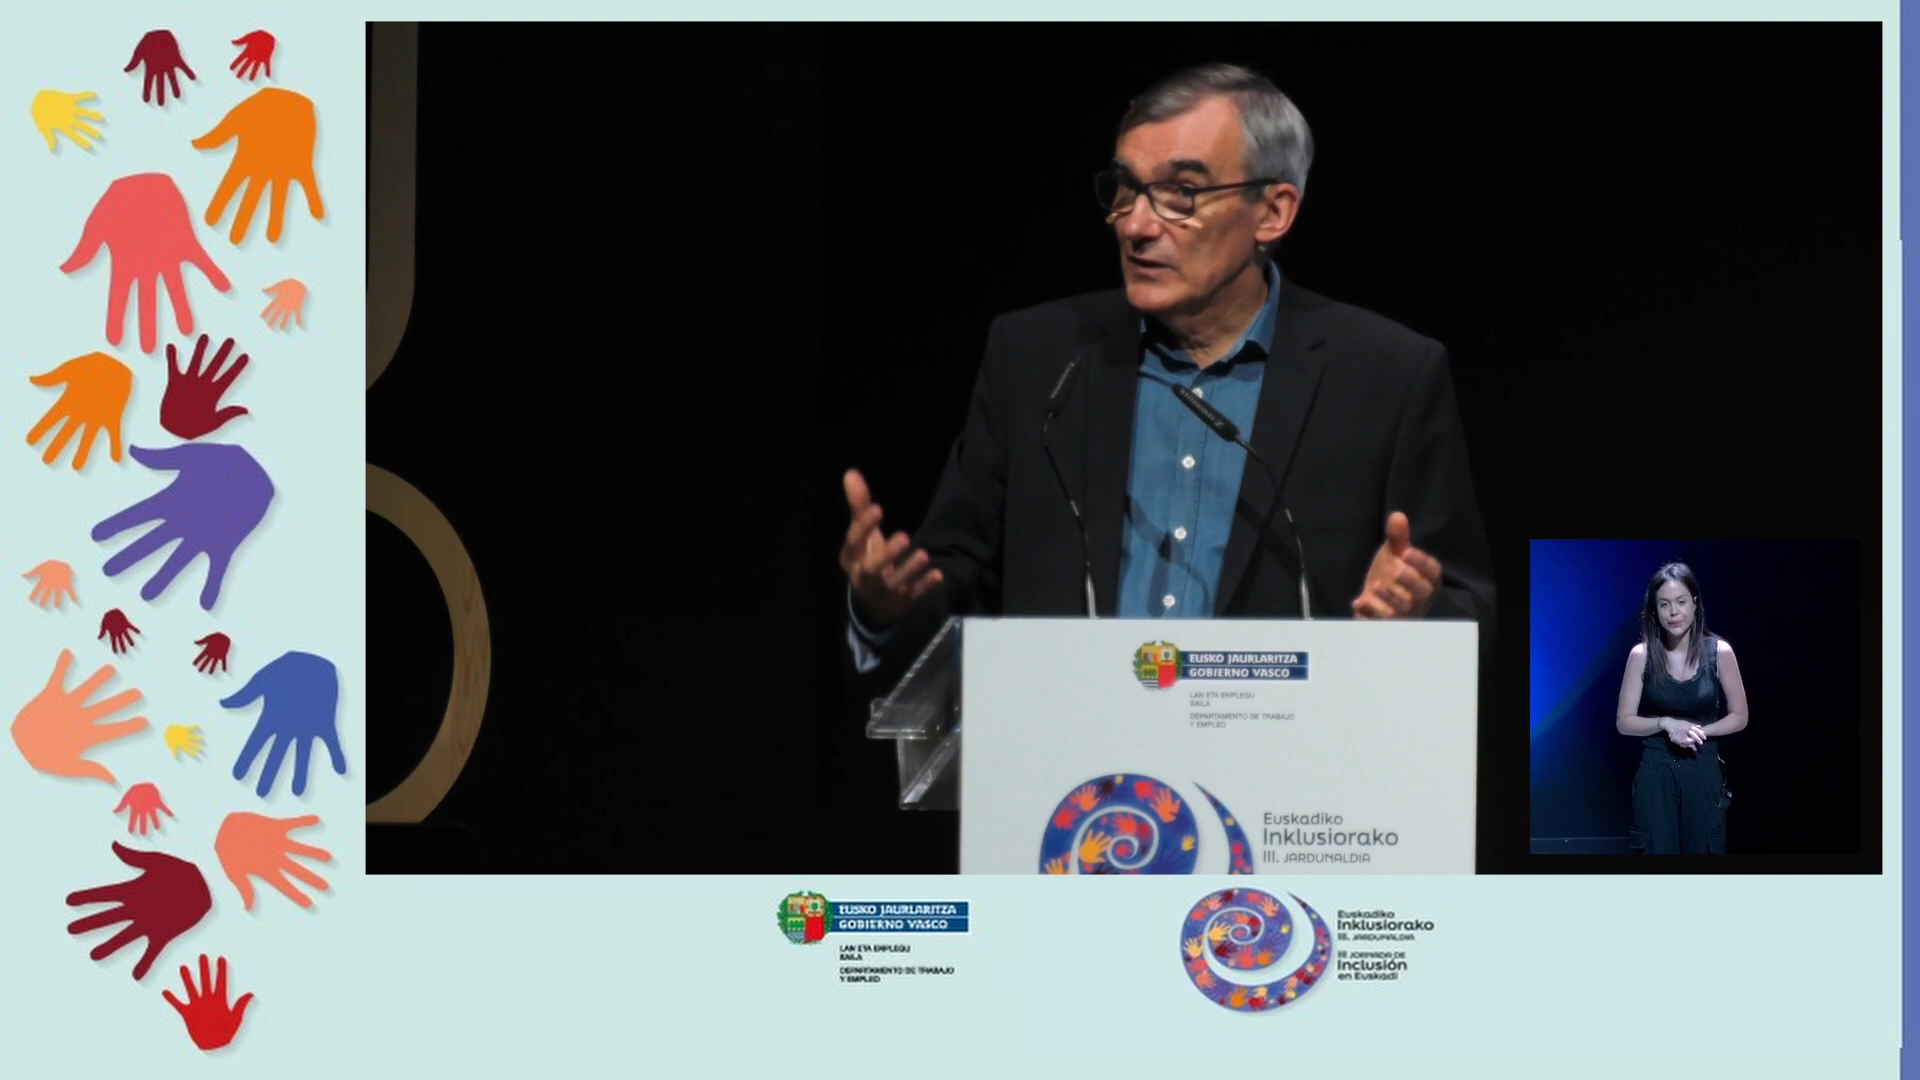 EUSKO JAURLARITZA
GOBIERNO VASCO
LAN ETA ENPLEGU
SAILA
DEPARTAMENTO DE TRABAJO
Y EMPLEO
Euskadiko
Inklusiorako
III. JARDUNALDIA
EUSKO JAURLARITZA
GOBIERNO VASCO
LAN ETA ENPLEGU
SAILA
DEPARTAMENTO DE TRABAJO
Y EMPLEO
Euskadiko
Inklusiorako
III. JARDUNALDIA
III JORNADA DE
Inclusión
en Euskadi